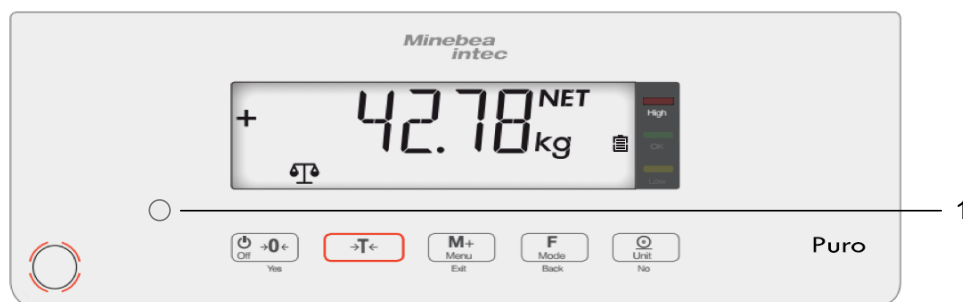 Minebea
intec
+ 42.78 NET
kg
High
OK
LOW
1
Off →0← →T← M+ F
Menu Mode Unit
Yes Exit Back No
Puro